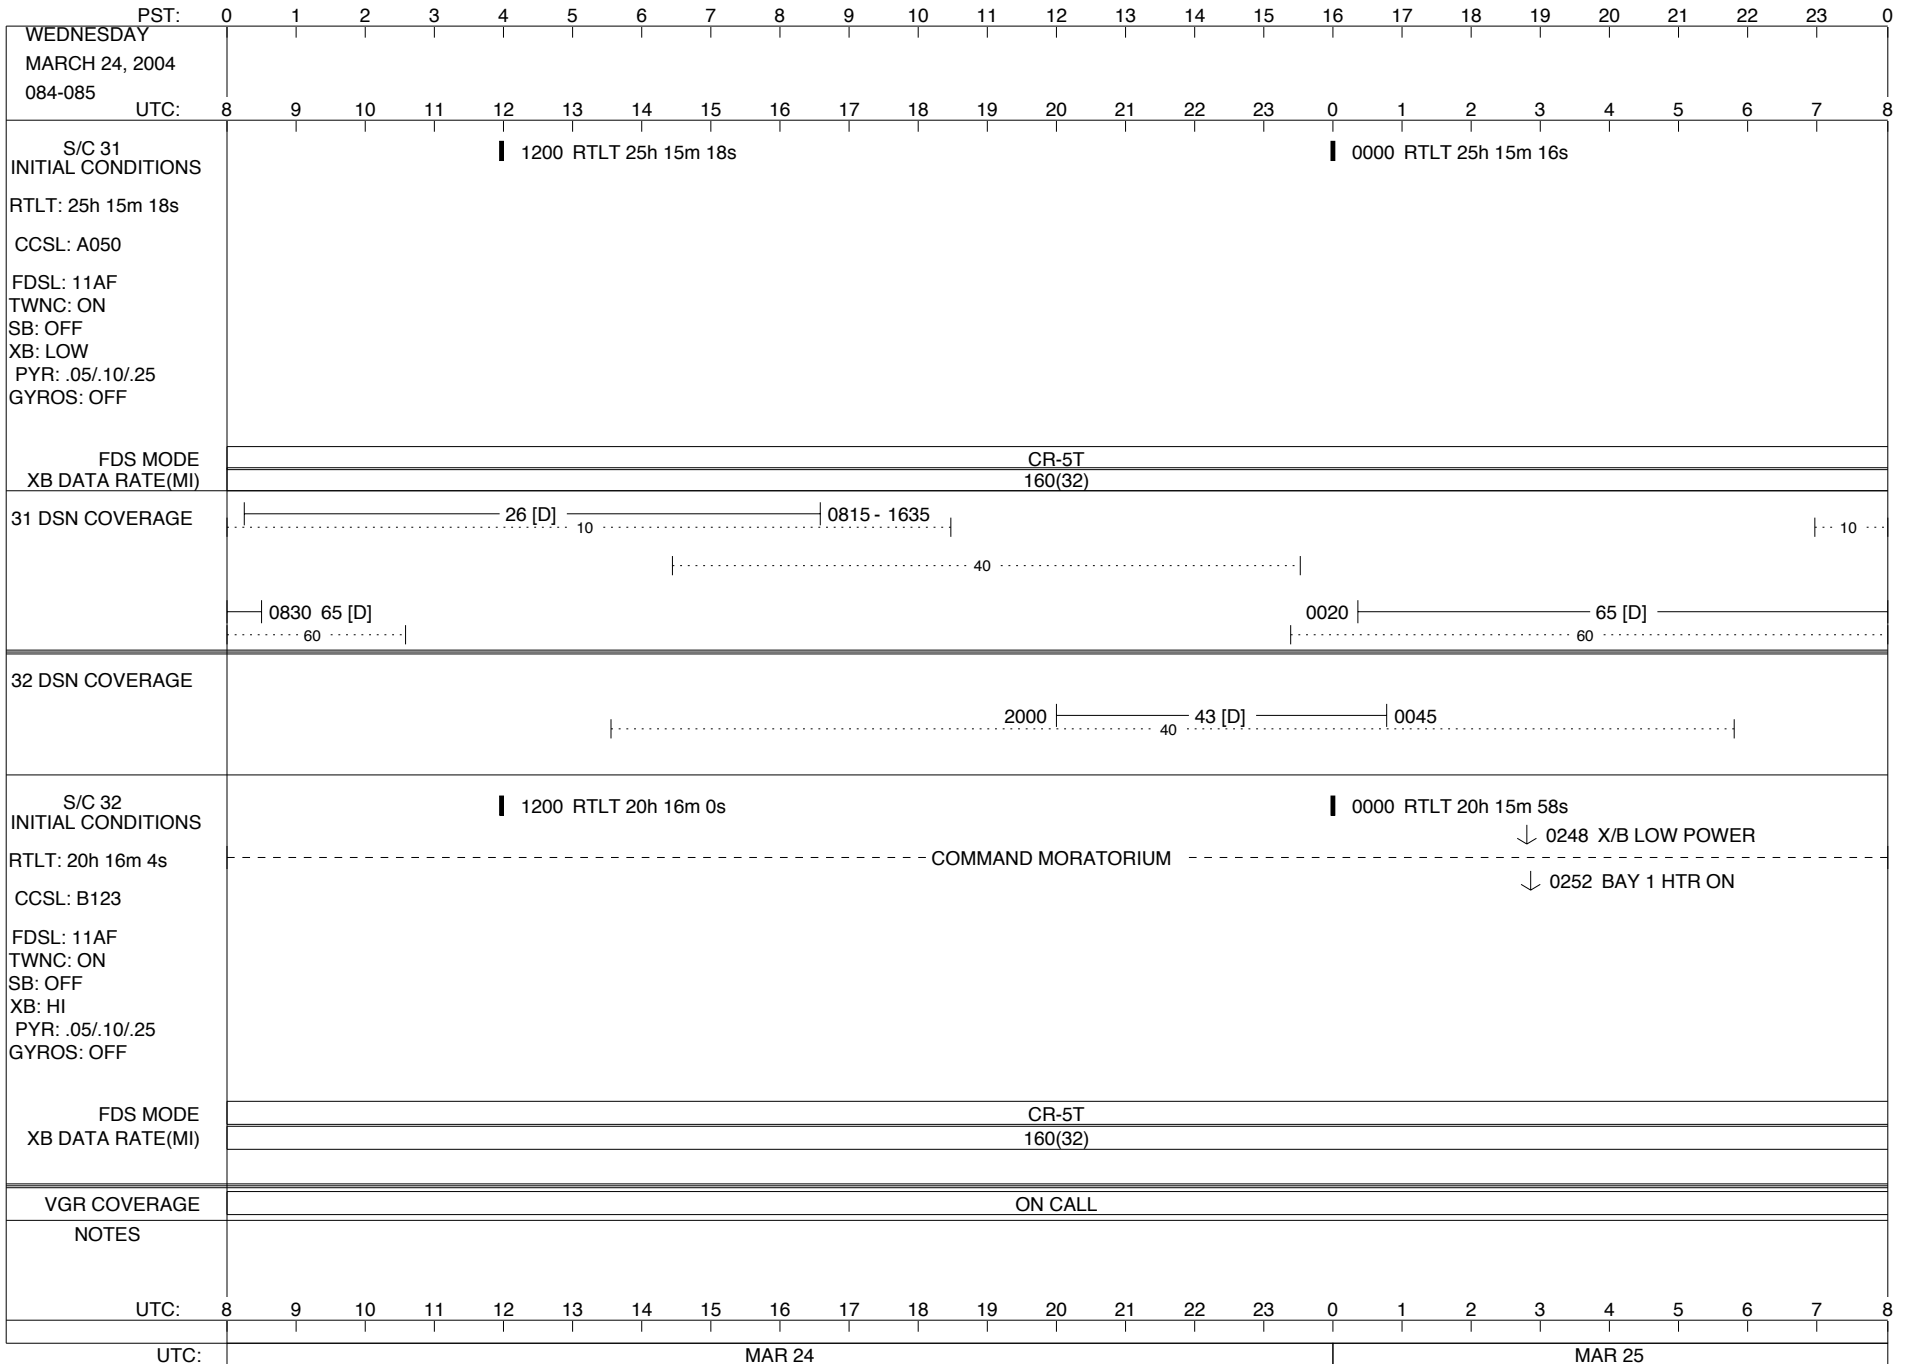 PST: 0 1 2 3 4 5 6 7 8 9 10 11 12 13 14 15 16 17 18 19 20 21 22 23 0
WEDNESDAY
MARCH 24, 2004
084-085
UTC: 8 9 10 11 12 13 14 15 16 17 18 19 20 21 22 23 0 1 2 3 4 5 6 7 8
S/C 31
INITIAL CONDITIONS
1200 RTLT 25h 15m 18s
0000 RTLT 25h 15m 16s
RTLT: 25h 15m 18s
CCSL: A050
FDSL: 11AF
TWNC: ON
SB: OFF
XB: LOW
PYR: .05/.10/.25
GYROS: OFF
FDS MODE CR-5T
XB DATA RATE(MI) 160(32)
31 DSN COVERAGE
26 [D] 0815 - 1635
10 10
40
0830 65 [D] 0020 65 [D]
60 60
32 DSN COVERAGE
2000 43 [D] 0045
40
S/C 32
INITIAL CONDITIONS
1200 RTLT 20h 16m 0s
0000 RTLT 20h 15m 58s
0248 X/B LOW POWER
RTLT: 20h 16m 4s
COMMAND MORATORIUM
0252 BAY 1 HTR ON
CCSL: B123
FDSL: 11AF
TWNC: ON
SB: OFF
XB: HI
PYR: .05/.10/.25
GYROS: OFF
FDS MODE CR-5T
XB DATA RATE(MI) 160(32)
VGR COVERAGE ON CALL
NOTES
UTC: 8 9 10 11 12 13 14 15 16 17 18 19 20 21 22 23 0 1 2 3 4 5 6 7 8
UTC: MAR 24 MAR 25